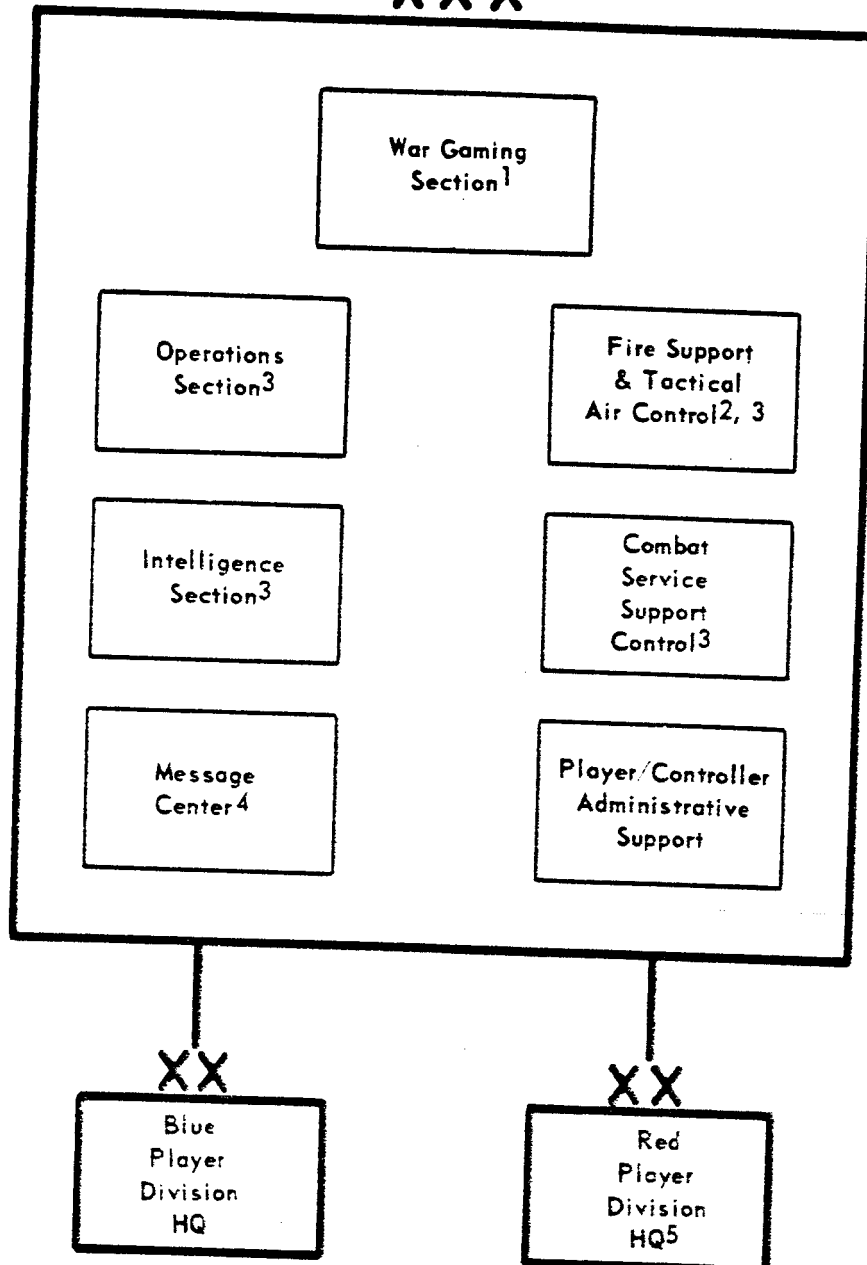 XXX
War Gaming
Section1
Operations
Section3
Fire Support
& Tactical
Air Control2, 3
Intelligence
Section3
Combat
Service
Support
Control3
Message
Center4
Player/Controller
Administrative
Support
XX
Blue
Player
Division
HQ
XX
Red
Player
Division
HQ5